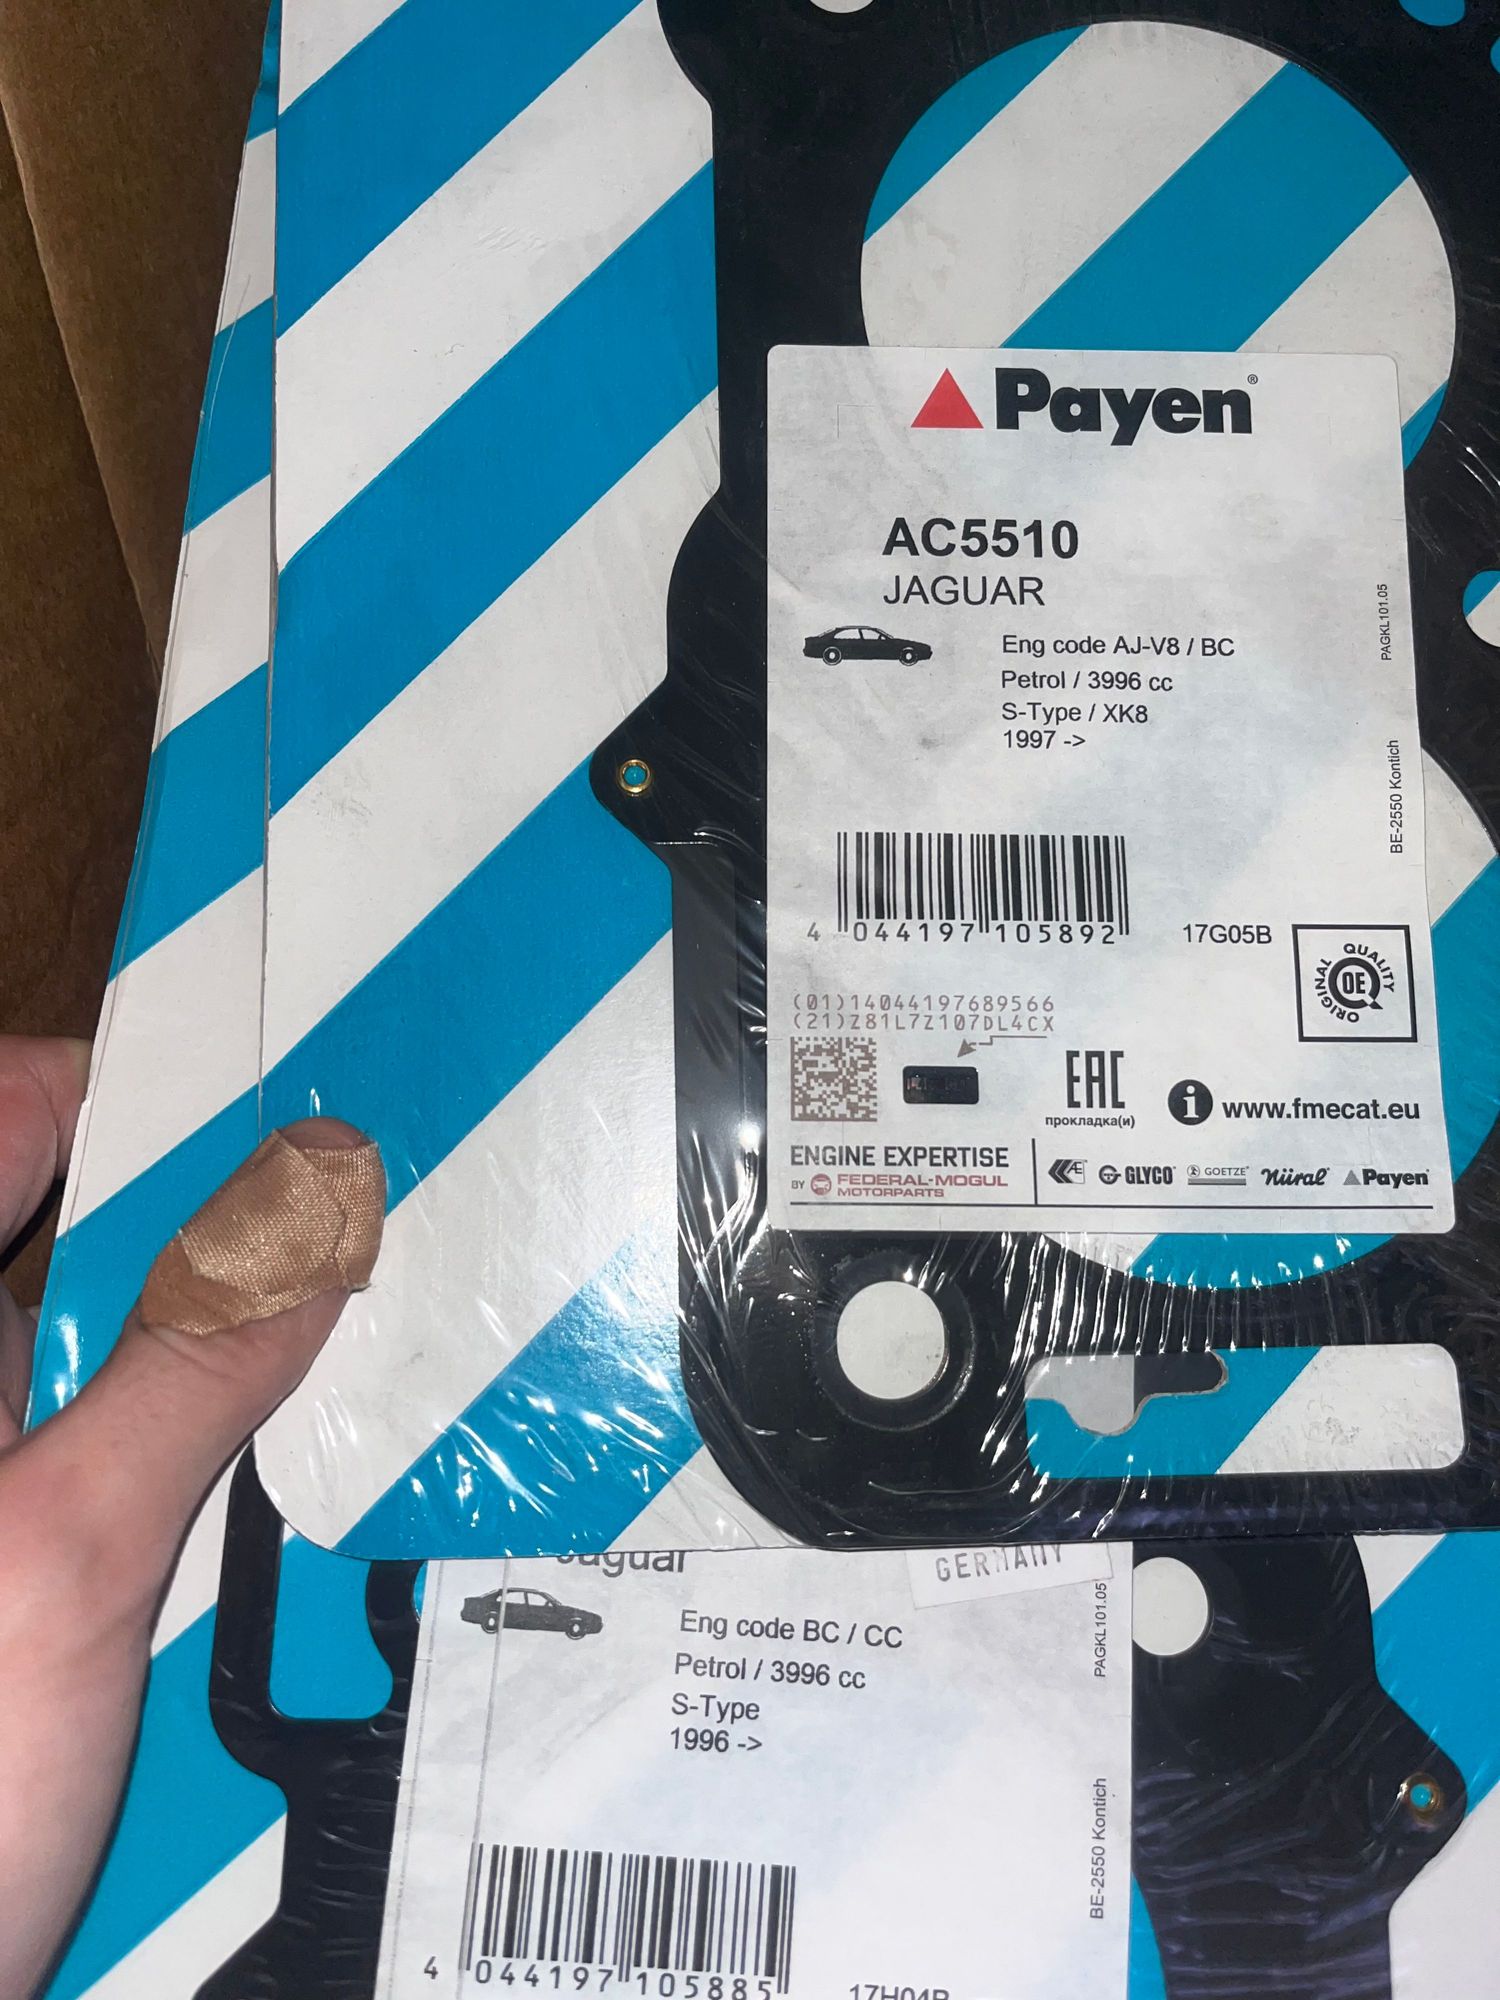 Payen®
AC5510
JAGUAR
Eng code AJ-V8 / BC
Petrol / 3996 cc
S-Type / XK8
1997 ->
PAGKL101.05
BE-2550 Kontich
4 044197 105892
17G05B
ORIGINAL QUALITY
OE
(01)14044197689566
(21)Z81L7Z107DL4CX
EAC
прокладка(и)
i www.fmecat.eu
ENGINE EXPERTISE
BY FEDERAL-MOGUL
MOTORPARTS
AE GLYCO GOETZE Nüral Payen
Jaguar
GERMANY
Eng code BC / CC
Petrol / 3996 cc
S-Type
1996 ->
PAGKL101.05
BE-2550 Kontich
4 044197 105885
17H04B